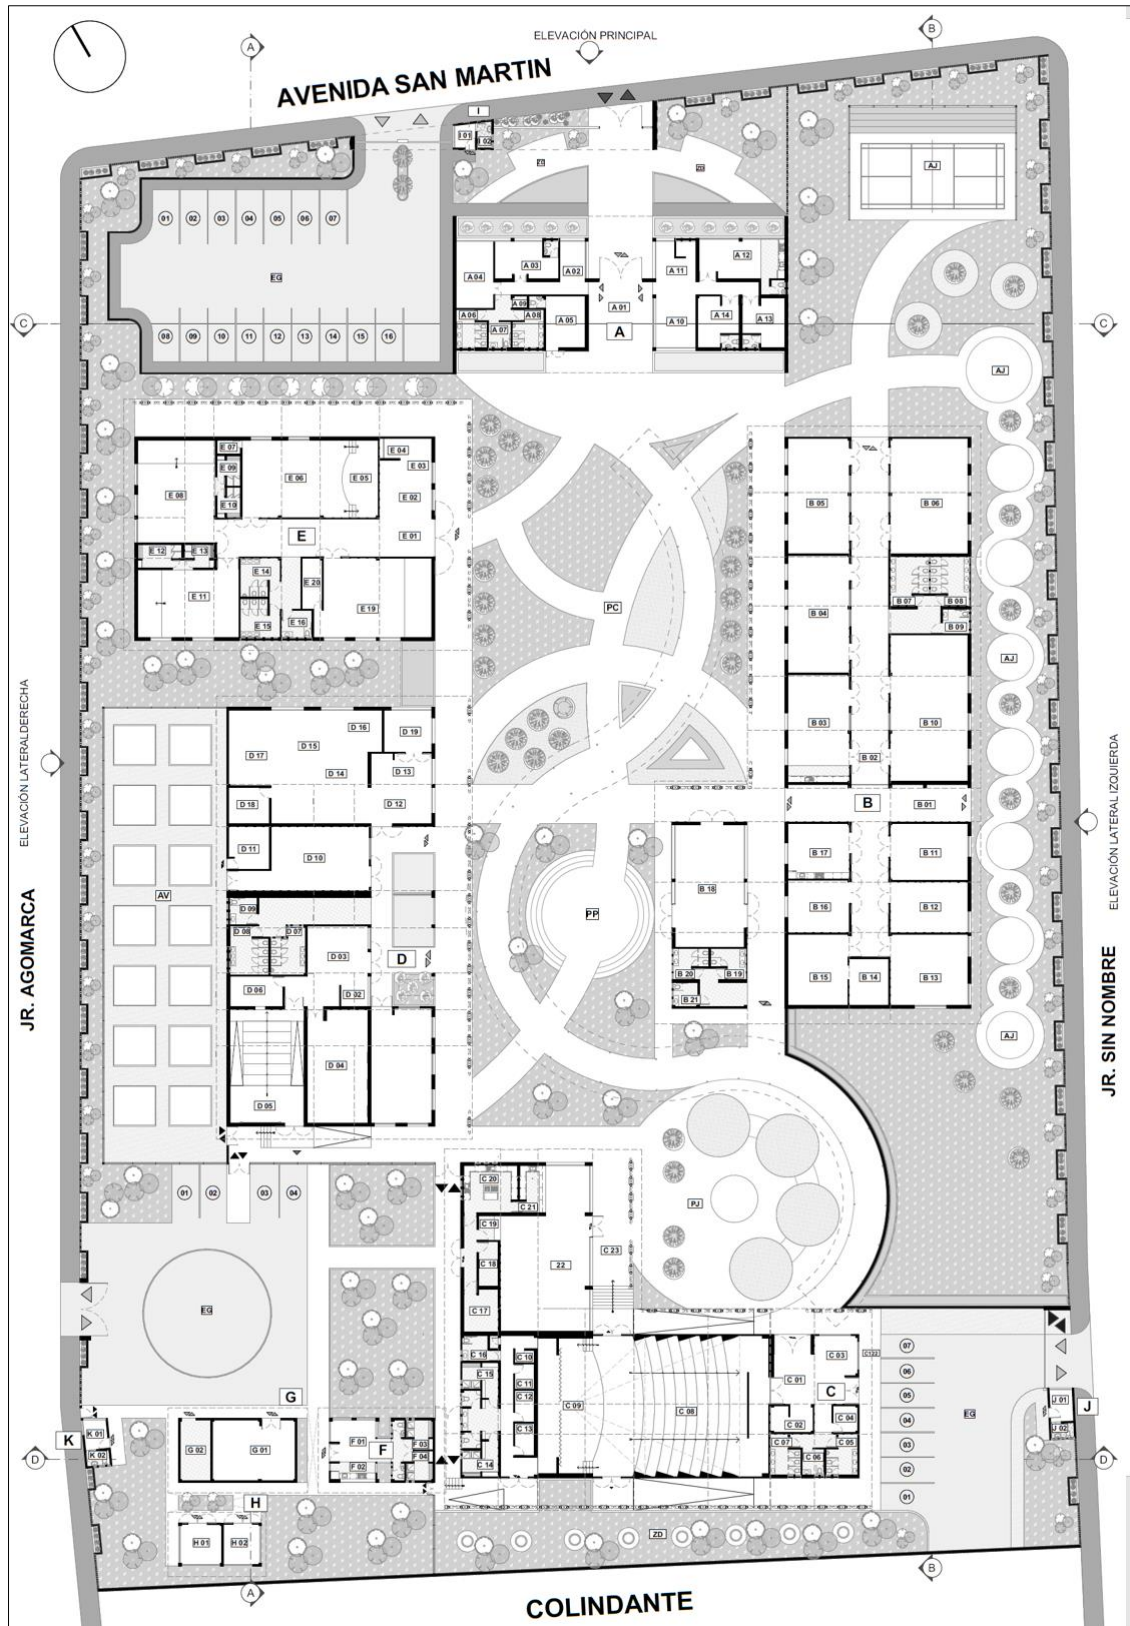 ELEVACIÓN PRINCIPAL
AVENIDA SAN MARTIN
A
B
I
I 01
I 02
ZD
ZD
AJ
01 02 03 04 05 06 07
EG
08 09 10 11 12 13 14 15 16
A 04
A 03
A 02
A 11
A 12
A 01
A 09
A 08
A 06
A 07
A 05
A
A 10
A 14
A 13
C
C
AJ
E 07
E 04
E 03
E 09
E 06
E 05
E 08
E 02
E 10
E 01
E
E 12
E 13
E 14
E 20
E 11
E 19
E 15
E 16
PC
B 05
B 06
B 04
B 07
B 08
B 09
AJ
B 03
B 10
B 02
B
B 01
ELEVACIÓN LATERALDERECHA
ELEVACIÓN LATERAL IZQUIERDA
D 16
D 19
D 17
D 15
D 14
D 13
D 18
D 12
D 11
D 10
AV
D 09
D 08
D 07
D 03
D
D 06
D 02
D 04
D 05
PP
B 17
B 11
B 18
B 16
B 12
B 20
B 19
B 15
B 14
B 13
B 21
AJ
JR. AGOMARCA
JR. SIN NOMBRE
01 02 03 04
EG
C 20
C 21
C 19
C 23
C 18
22
C 17
PJ
C 16
C 10
C 15
C 11
C 12
C 09
C 08
C 13
C 14
C 03
C 01
C
C 02
C 04
C 07
C 05
C 06
07
06
05
04
03
02
01
EG
J 01
J
J 02
G
K
K 01
K 02
G 02
G 01
F 01
F
F 03
F 04
F 02
D
D
H
H 01
H 02
ZD
A
B
COLINDANTE